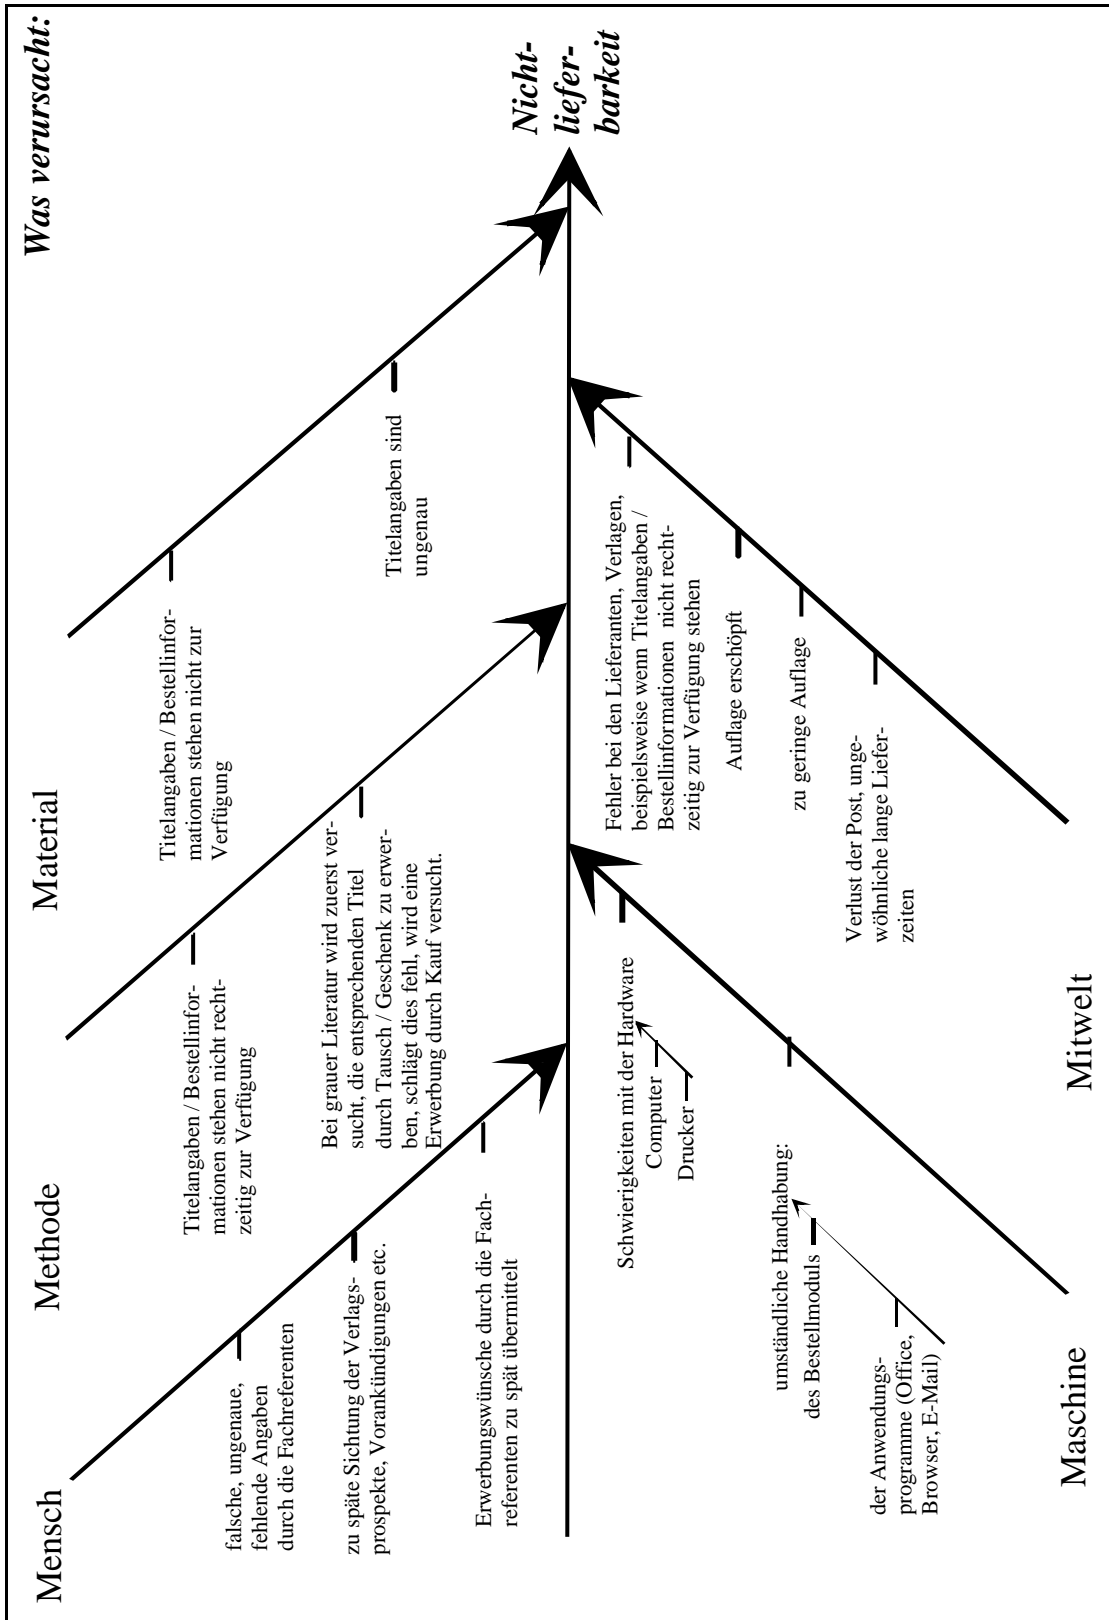 Was verursacht:
Nicht-
liefer-
barkeit
Mensch
falsche, ungenaue,
fehlende Angaben
durch die Fachreferenten
zu späte Sichtung der Verlags-
prospekte, Vorankündigungen etc.
Erwerbungswünsche durch die Fach-
referenten zu spät übermittelt
Methode
Titelangaben / Bestellinfor-
mationen stehen nicht recht-
zeitig zur Verfügung
Bei grauer Literatur wird zuerst ver-
sucht, die entsprechenden Titel
durch Tausch / Geschenk zu erwer-
ben, schlägt dies fehl, wird eine
Erwerbung durch Kauf versucht.
Material
Titelangaben / Bestellinfor-
mationen stehen nicht zur
Verfügung
Titelangaben sind
ungenau
Maschine
Schwierigkeiten mit der Hardware
Computer
Drucker
umständliche Handhabung:
des Bestellmoduls
der Anwendungs-
programme (Office,
Browser, E-Mail)
Mitwelt
Fehler bei den Lieferanten, Verlagen,
beispielsweise wenn Titelangaben /
Bestellinformationen nicht recht-
zeitig zur Verfügung stehen
Auflage erschöpft
zu geringe Auflage
Verlust der Post, unge-
wöhnliche lange Liefer-
zeiten